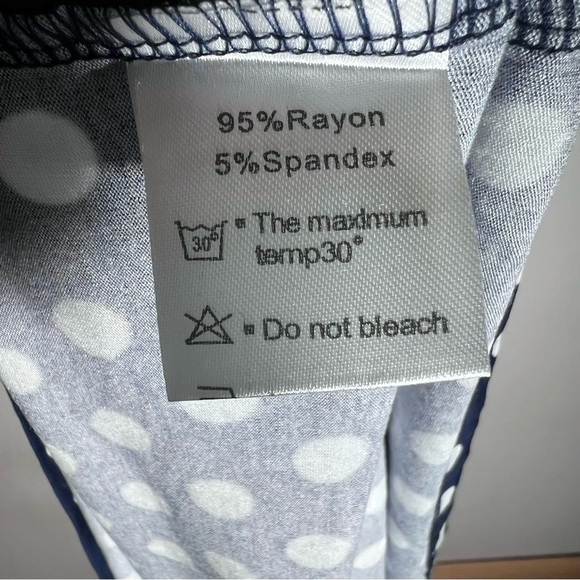 95%Rayon
5%Spandex
30° The maxImum
temp30°
Do not bleach